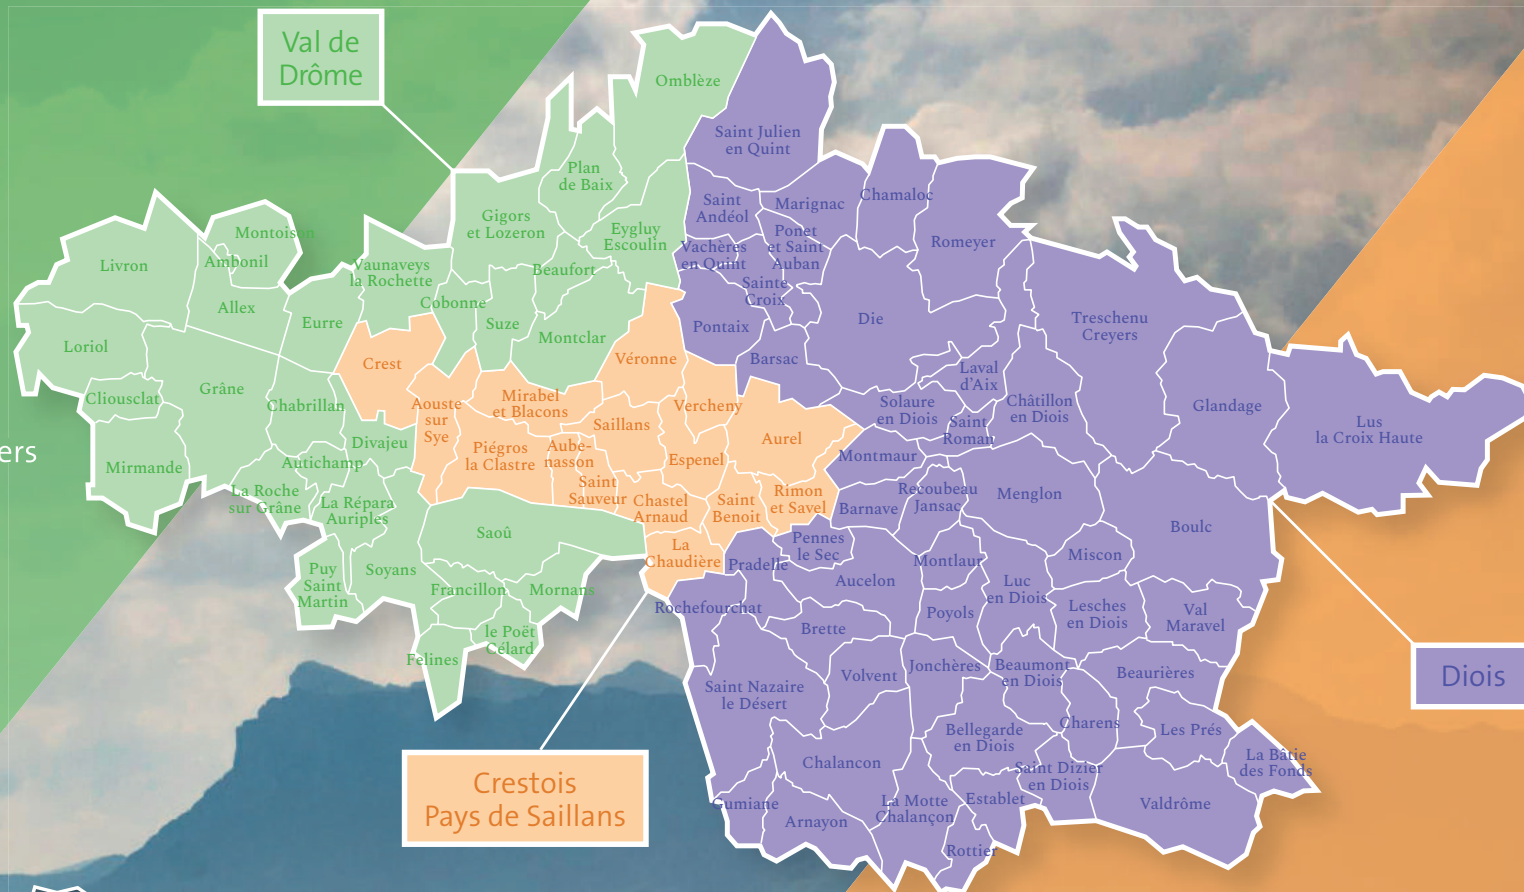 Val de
Drôme
Omblèze
Saint Julien
en Quint
Plan
de Baix
Gigors
et Lozeron
Eygluy
Escoulin
Saint
Andéol
Marignac
Chamaloc
Romeyer
Ponet
et Saint
Auban
Vachères
en Quint
Sainte
Croix
Montoison
Ambonil
Livron
Allex
Vaunaveys
la Rochette
Beaufort
Cobonne
Suze
Eurre
Montclar
Pontaix
Barsac
Die
Treschenu
Creyers
Loriol
Crest
Véronne
Laval
d'Aix
Cliousclat
Grâne
Chabrillan
Aouste
sur
Sye
Mirabel
et Blacons
Saillans
Vercheny
Aurel
Solaure
en Diois
Saint
Roman
Châtillon
en Diois
Glandage
Lus
la Croix Haute
ers
Mirmande
Divajeu
Autichamp
Piégros
la Clastre
Aube-
nasson
Espenel
Montmaur
La Roche
sur Grâne
La Répara
Auriples
Saint
Sauveur
Chastel
Arnaud
Saint
Benoit
Rimon
et Savel
Barnave
Recoubeau
Jansac
Menglon
Boulc
Saoû
La
Chaudière
Pradelle
Pennes
le Sec
Aucelon
Montlaur
Miscon
Puy
Saint
Martin
Soyans
Francillon
Mornans
Rochefourchat
Luc
en Diois
Poyols
Lesches
en Diois
Val
Maravel
le Poët
Célard
Felines
Brette
Volvent
Jonchères
Beaumont
en Diois
Beaurières
Diois
Saint Nazaire
le Désert
Charens
Les Prés
Bellegarde
en Diois
Chalancon
Saint Dizier
en Diois
La Bâtie
des Fonds
Crestois
Pays de Saillans
Gumiane
Arnayon
La Motte
Chalançon
Establet
Valdrôme
Rottier